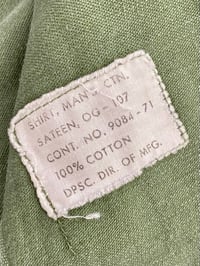 SHIRT, MAN'S CTN.
SATEEN, OG-107
CONT. NO. 9084-71
100% COTTON
DPSC. DIR. OF MFG.